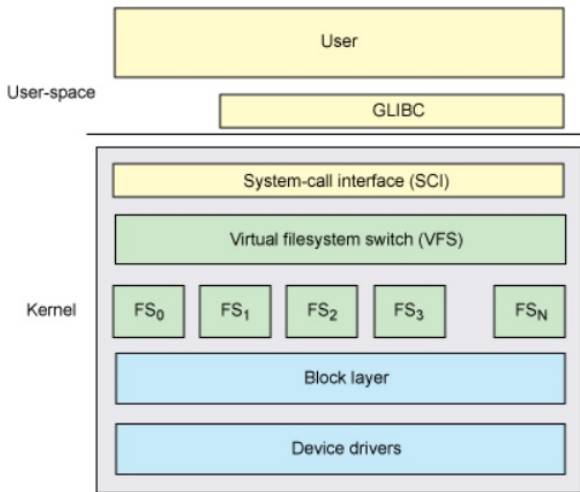 User
User-space
GLIBC
System-call interface (SCI)
Virtual filesystem switch (VFS)
Kernel
FS0 FS1 FS2 FS3 FSN
Block layer
Device drivers